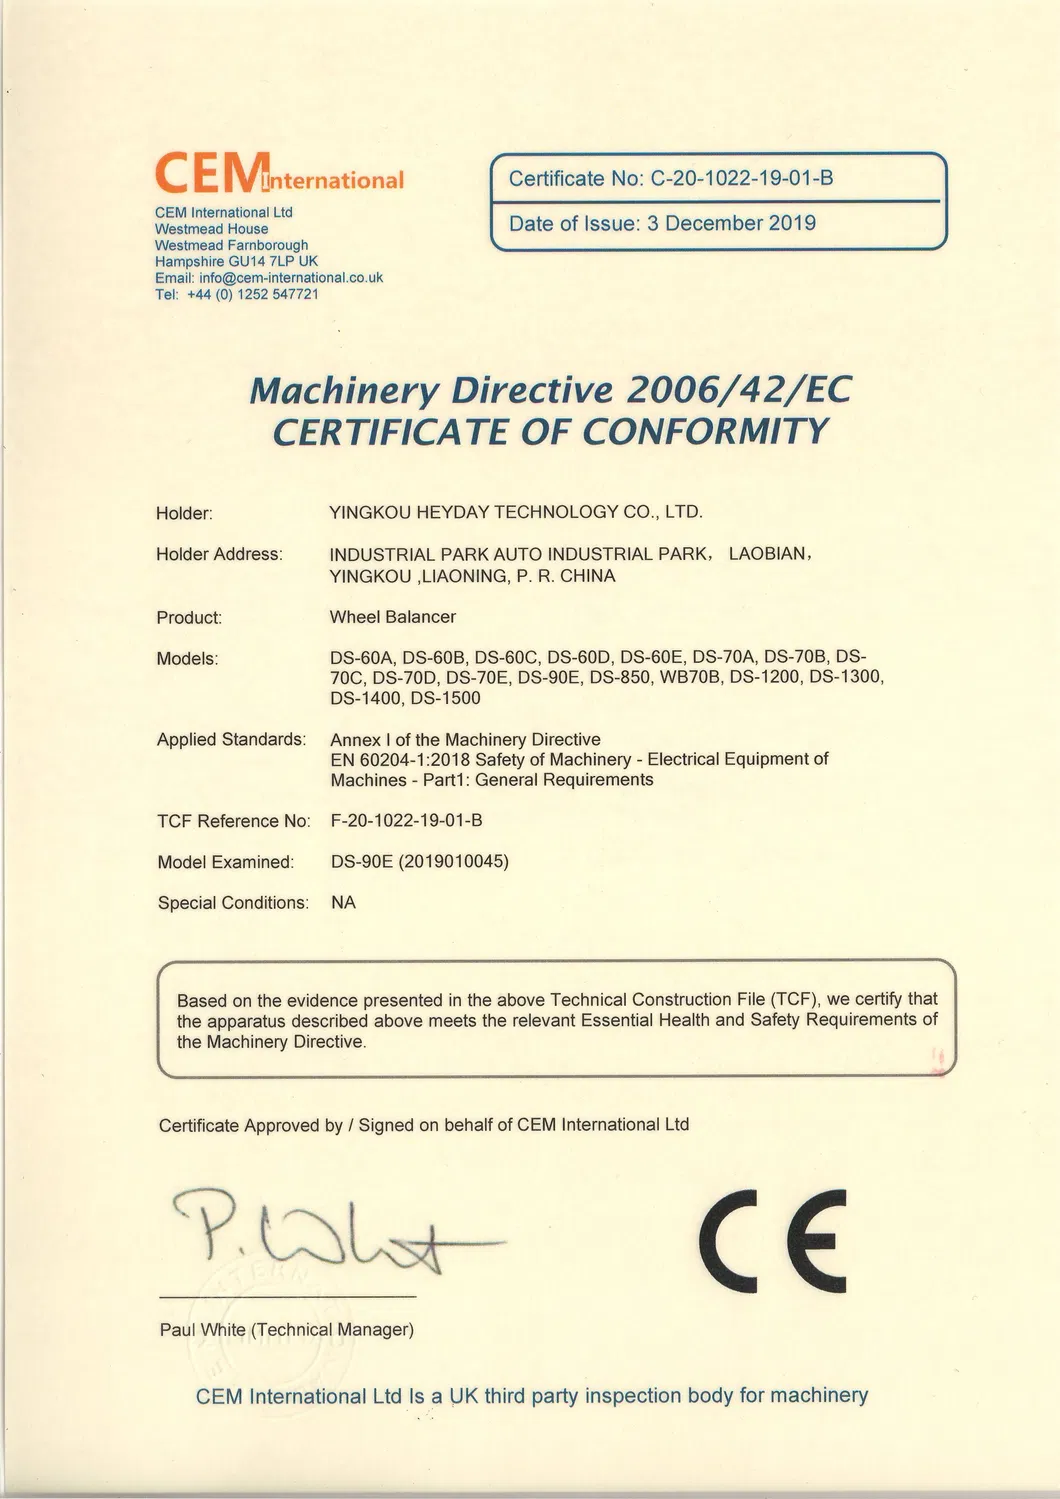 CEM International
CEM International Ltd
Westmead House
Westmead Farnborough
Hampshire GU14 7LP UK
Email: info@cem-international.co.uk
Tel: +44 (0) 1252 547721
Certificate No: C-20-1022-19-01-B
Date of Issue: 3 December 2019
Machinery Directive 2006/42/EC
CERTIFICATE OF CONFORMITY
Holder: YINGKOU HEYDAY TECHNOLOGY CO., LTD.
Holder Address: INDUSTRIAL PARK AUTO INDUSTRIAL PARK， LAOBIAN，
YINGKOU ,LIAONING, P. R. CHINA
Product: Wheel Balancer
Models: DS-60A, DS-60B, DS-60C, DS-60D, DS-60E, DS-70A, DS-70B, DS-
70C, DS-70D, DS-70E, DS-90E, DS-850, WB70B, DS-1200, DS-1300,
DS-1400, DS-1500
Applied Standards: Annex I of the Machinery Directive
EN 60204-1:2018 Safety of Machinery - Electrical Equipment of
Machines - Part1: General Requirements
TCF Reference No: F-20-1022-19-01-B
Model Examined: DS-90E (2019010045)
Special Conditions: NA
Based on the evidence presented in the above Technical Construction File (TCF), we certify that
the apparatus described above meets the relevant Essential Health and Safety Requirements of
the Machinery Directive.
Certificate Approved by / Signed on behalf of CEM International Ltd
P. White
CE
Paul White (Technical Manager)
CEM International Ltd Is a UK third party inspection body for machinery